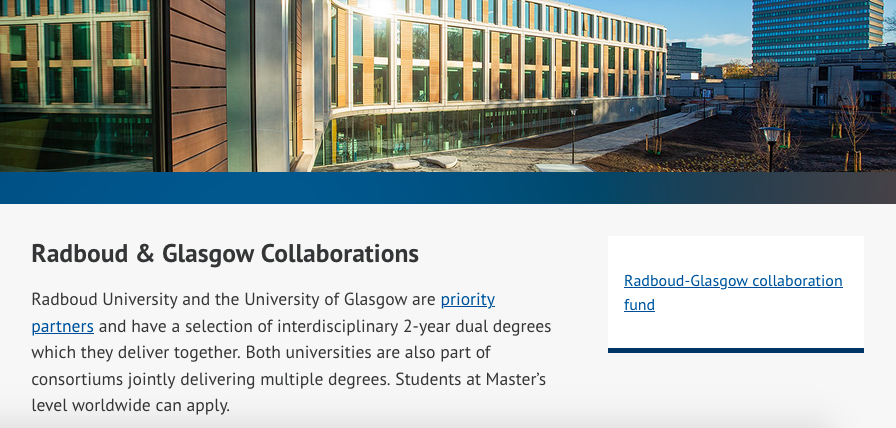 Radboud & Glasgow Collaborations
Radboud University and the University of Glasgow are priority
partners and have a selection of interdisciplinary 2-year dual degrees
which they deliver together. Both universities are also part of
consortiums jointly delivering multiple degrees. Students at Master’s
level worldwide can apply.
Radboud-Glasgow collaboration
fund